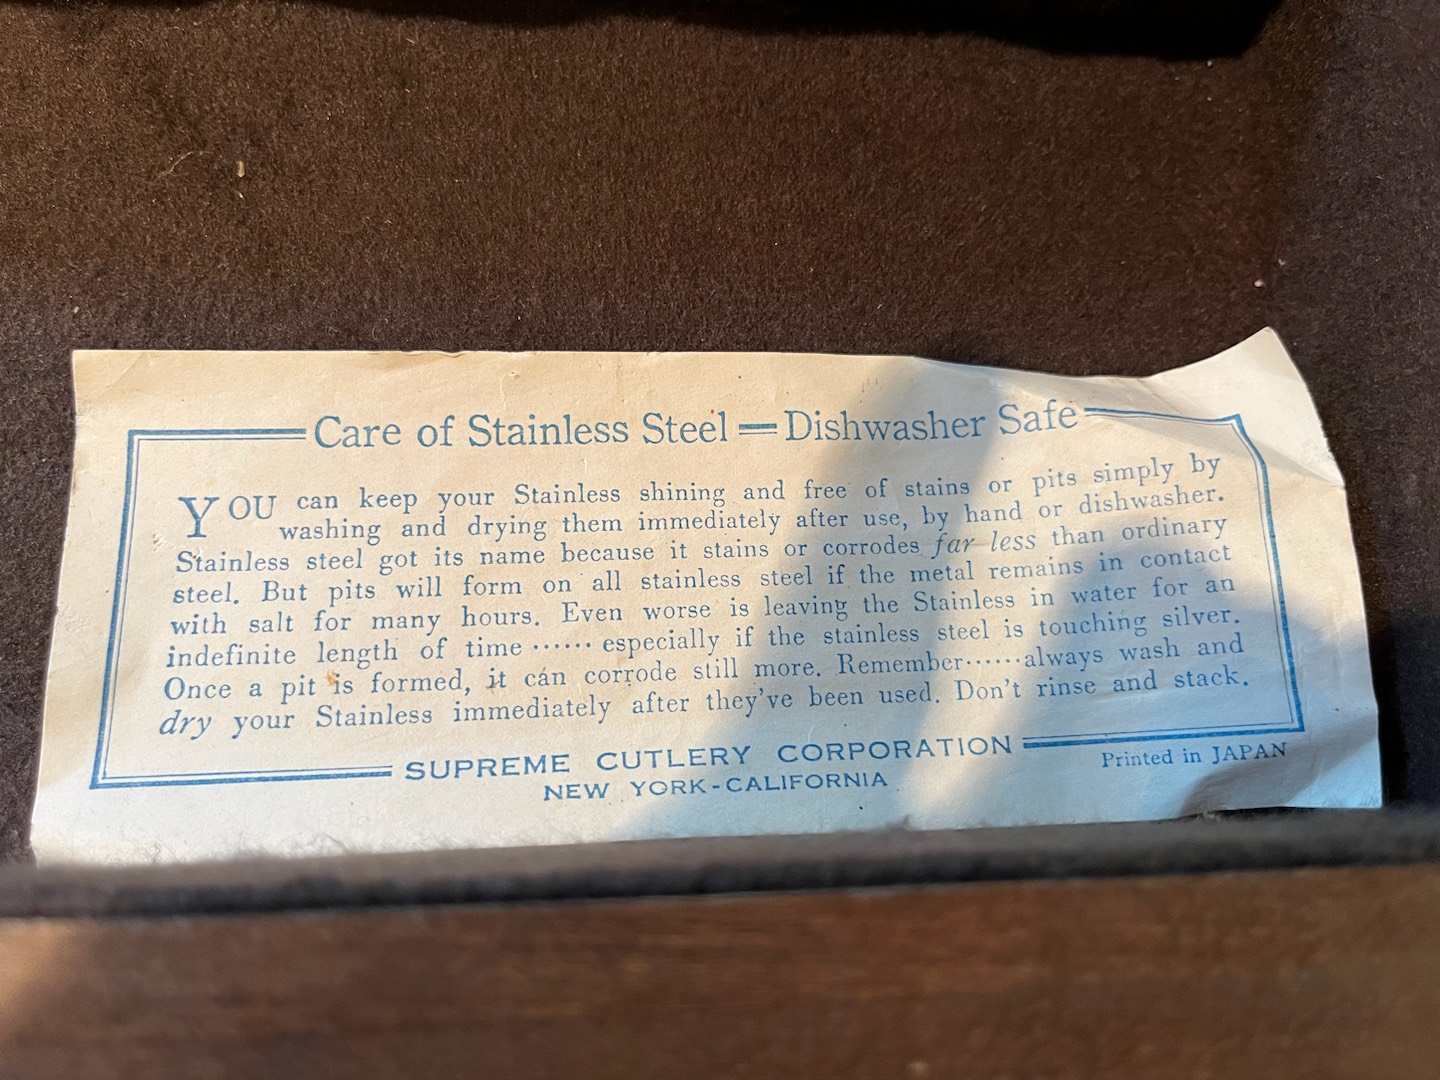 Care of Stainless Steel = Dishwasher Safe
YOU can keep your Stainless shining and free of stains or pits simply by
washing and drying them immediately after use, by hand or dishwasher.
Stainless steel got its name because it stains or corrodes far less than ordinary
steel. But pits will form on all stainless steel if the metal remains in contact
with salt for many hours. Even worse is leaving the Stainless in water for an
indefinite length of time ······ especially if the stainless steel is touching silver.
Once a pit is formed, it can corrode still more. Remember······always wash and
dry your Stainless immediately after they've been used. Don't rinse and stack.
SUPREME CUTLERY CORPORATION
NEW YORK-CALIFORNIA
Printed in JAPAN